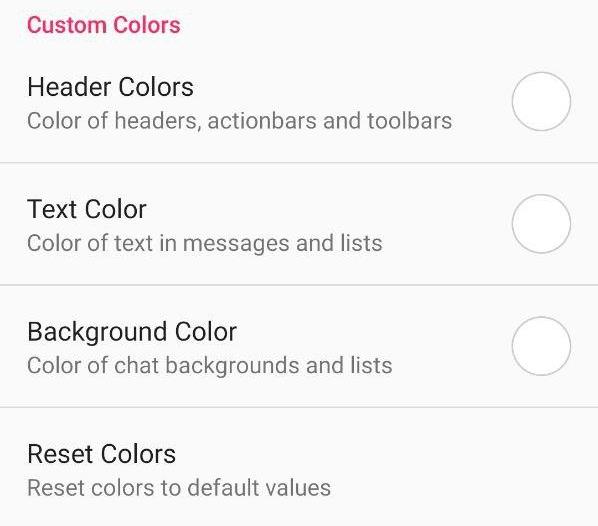 Custom Colors
Header Colors
Color of headers, actionbars and toolbars
Text Color
Color of text in messages and lists
Background Color
Color of chat backgrounds and lists
Reset Colors
Reset colors to default values